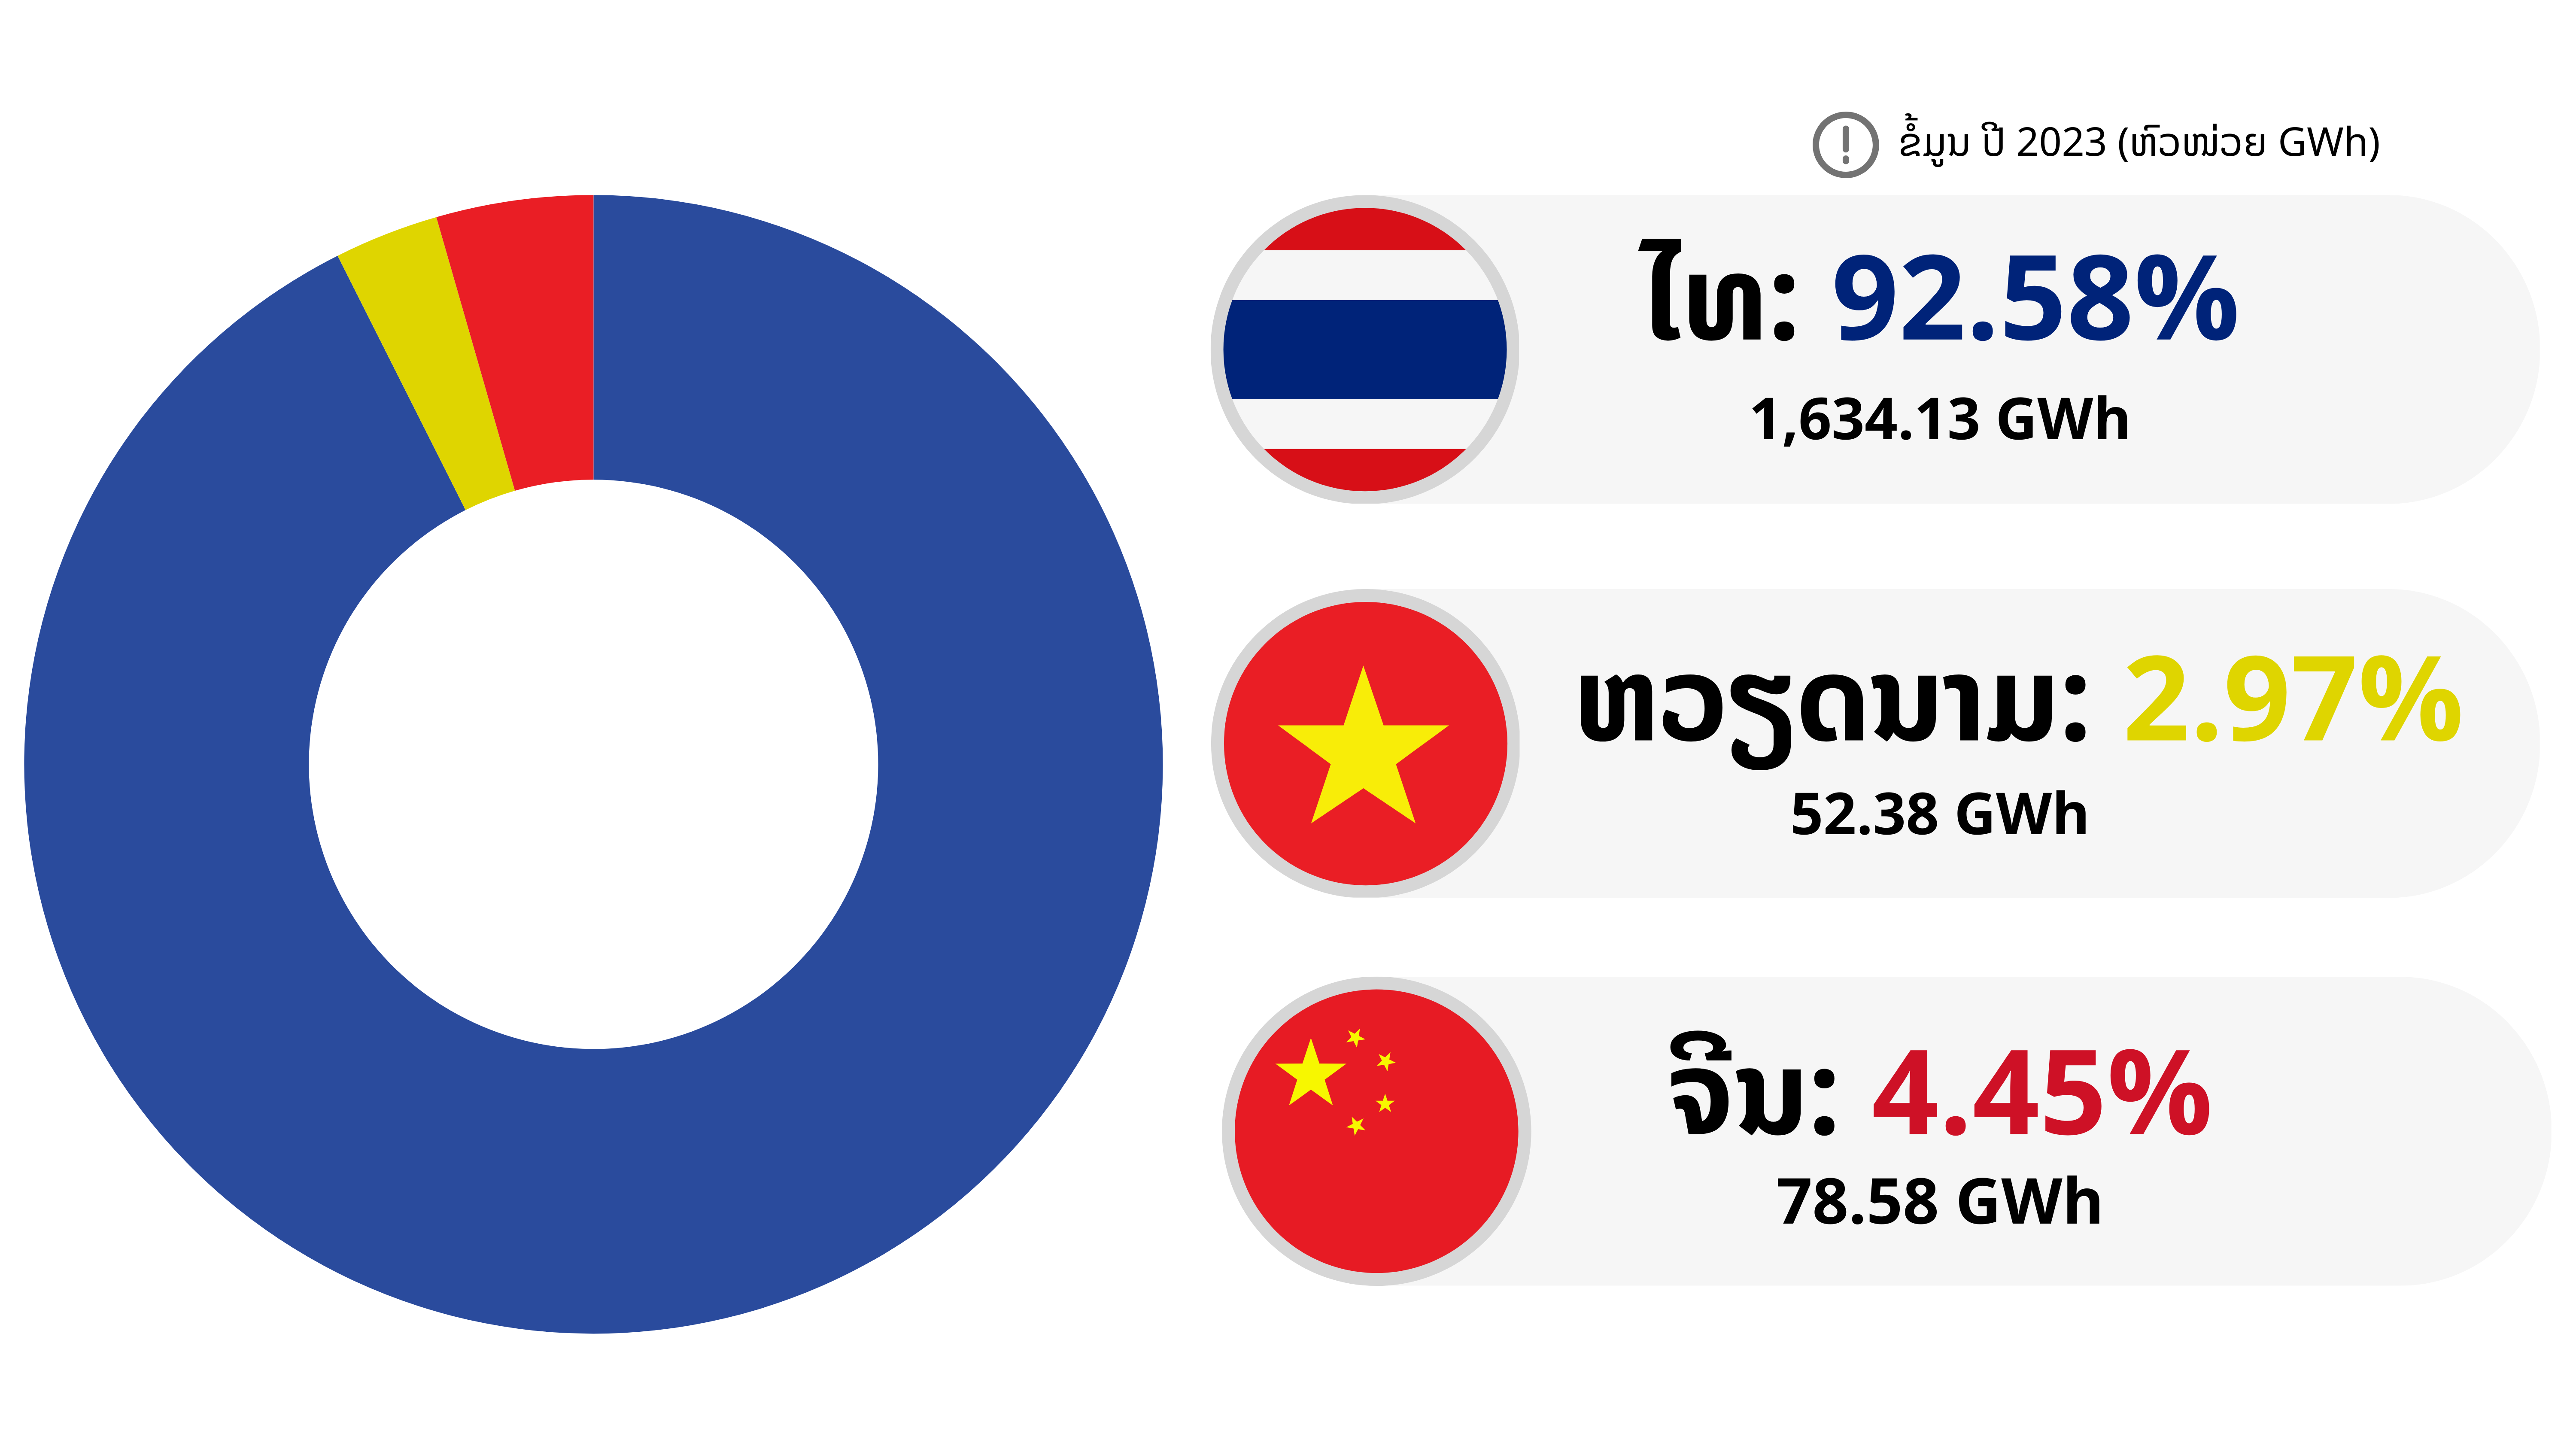 ຂໍ້ມູນ ປີ 2023 (ຫົວໜ່ວຍ GWh)
ໄທ: 92.58%
1,634.13 GWh
ຫວຽດນາມ: 2.97%
52.38 GWh
ຈີນ: 4.45%
78.58 GWh